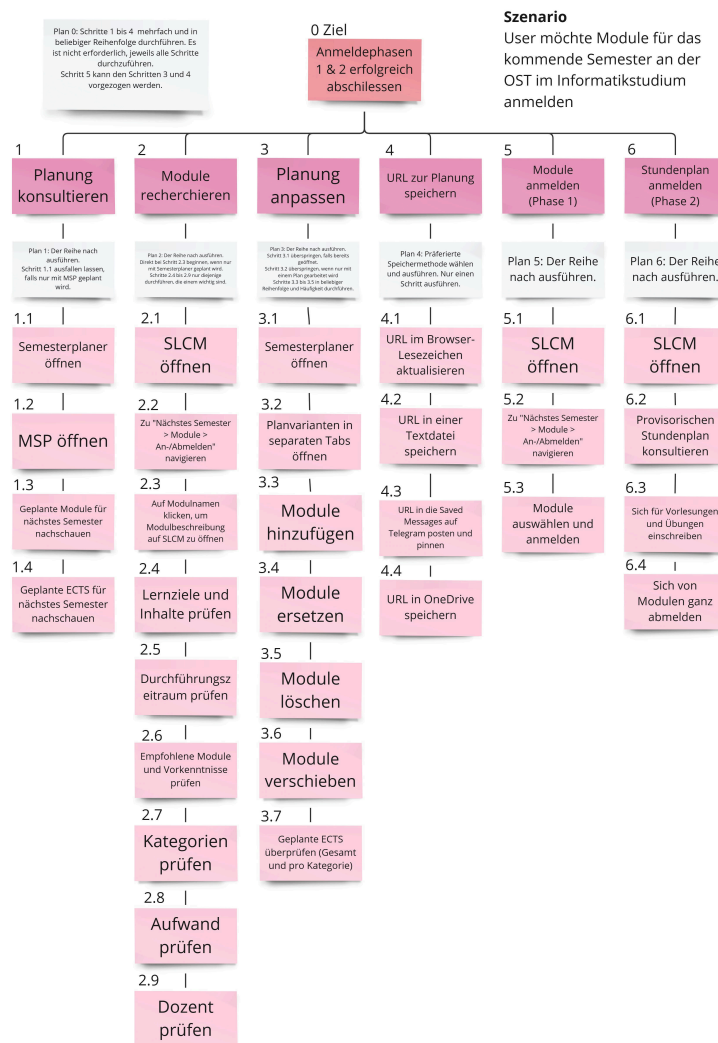 Plan 0: Schritte 1 bis 4 mehrfach und in
beliebiger Reihenfolge durchführen. Es
ist nicht erforderlich, jeweils alle Schritte
durchzuführen.
Schritt 5 kann den Schritten 3 und 4
vorgezogen werden.
0 Ziel
Anmeldephasen
1 & 2 erfolgreich
abschilessen
Szenario
User möchte Module für das
kommende Semester an der
OST im Informatikstudium
anmelden
1
Planung
konsultieren
Plan 1: Der Reihe nach
ausführen.
Schritt 1.1 ausfallen lassen,
falls nur mit MSP geplant
wird.
1.1
Semesterplaner
öffnen
1.2
MSP öffnen
1.3
Geplante Module für
nächstes Semester
nachschauen
1.4
Geplante ECTS für
nächstes Semester
nachschauen
2
Module
recherchieren
Plan 2: Der Reihe nach ausführen.
Direkt bei Schritt 2.3 beginnen, wenn nur
mit Semesterplaner geplant wird.
Schritte 2.4 bis 2.9 nur diejenige
durchführen, die einem wichtig sind.
2.1
SLCM
öffnen
2.2
Zu "Nächstes Semester
> Module >
An-/Abmelden"
navigieren
2.3
Auf Modulnamen
klicken, um
Modulbeschreibung
auf SLCM zu öffnen
2.4
Lernziele und
Inhalte prüfen
2.5
Durchführungsz
eitraum prüfen
2.6
Empfohlene Module
und Vorkenntnisse
prüfen
2.7
Kategorien
prüfen
2.8
Aufwand
prüfen
2.9
Dozent
prüfen
3
Planung
anpassen
Plan 3: Der Reihe nach ausführen.
Schritt 3.1 überspringen, falls bereits
geöffnet.
Schritt 3.2 überspringen, wenn nur mit
einem Plan gearbeitet wird
Schritte 3.3 bis 3.5 in beliebiger
Reihenfolge und Häufigkeit durchführen.
3.1
Semesterplaner
öffnen
3.2
Planvarianten in
separaten Tabs
öffnen
3.3
Module
hinzufügen
3.4
Module
ersetzen
3.5
Module
löschen
3.6
Module
verschieben
3.7
Geplante ECTS
überprüfen (Gesamt
und pro Kategorie)
4
URL zur Planung
speichern
Plan 4: Präferierte
Speichermethode wählen
und ausführen. Nur einen
Schritt ausführen.
4.1
URL im Browser-
Lesezeichen
aktualisieren
4.2
URL in einer
Textdatei
speichern
4.3
URL in die Saved
Messages auf
Telegram posten und
pinnen
4.4
URL in OneDrive
speichern
5
Module
anmelden
(Phase 1)
Plan 5: Der Reihe
nach ausführen.
5.1
SLCM
öffnen
5.2
Zu "Nächstes Semester
> Module >
An-/Abmelden"
navigieren
5.3
Module
auswählen und
anmelden
6
Stundenplan
anmelden
(Phase 2)
Plan 6: Der Reihe
nach ausführen.
6.1
SLCM
öffnen
6.2
Provisorischen
Stundenplan
konsultieren
6.3
Sich für Vorlesungen
und Übungen
einschreiben
6.4
Sich von
Modulen ganz
abmelden